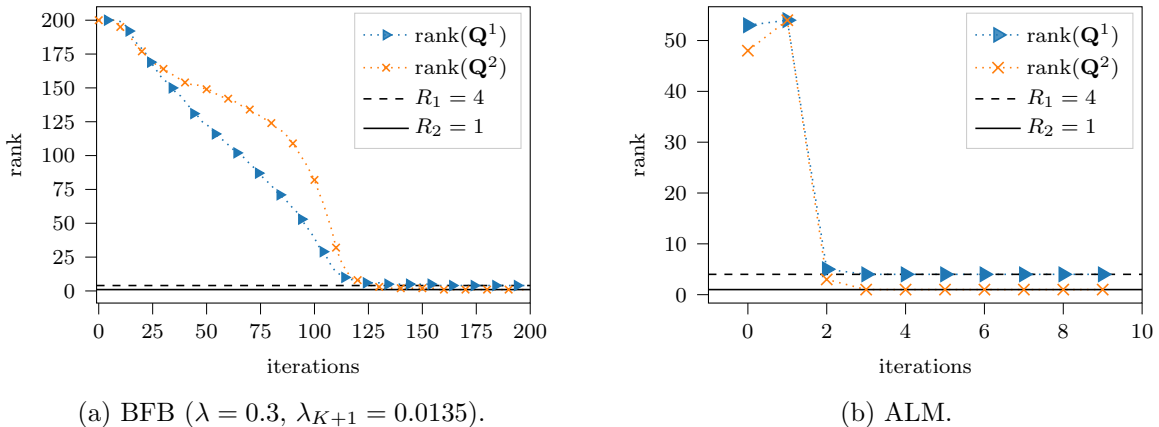 200
175
150
125
100
75
50
25
0
rank
0 25 50 75 100 125 150 175 200
iterations
rank(Q¹)
rank(Q²)
R₁ = 4
R₂ = 1
(a) BFB (λ = 0.3, λ_{K+1} = 0.0135).
50
40
30
20
10
0
rank
0 2 4 6 8 10
iterations
rank(Q¹)
rank(Q²)
R₁ = 4
R₂ = 1
(b) ALM.